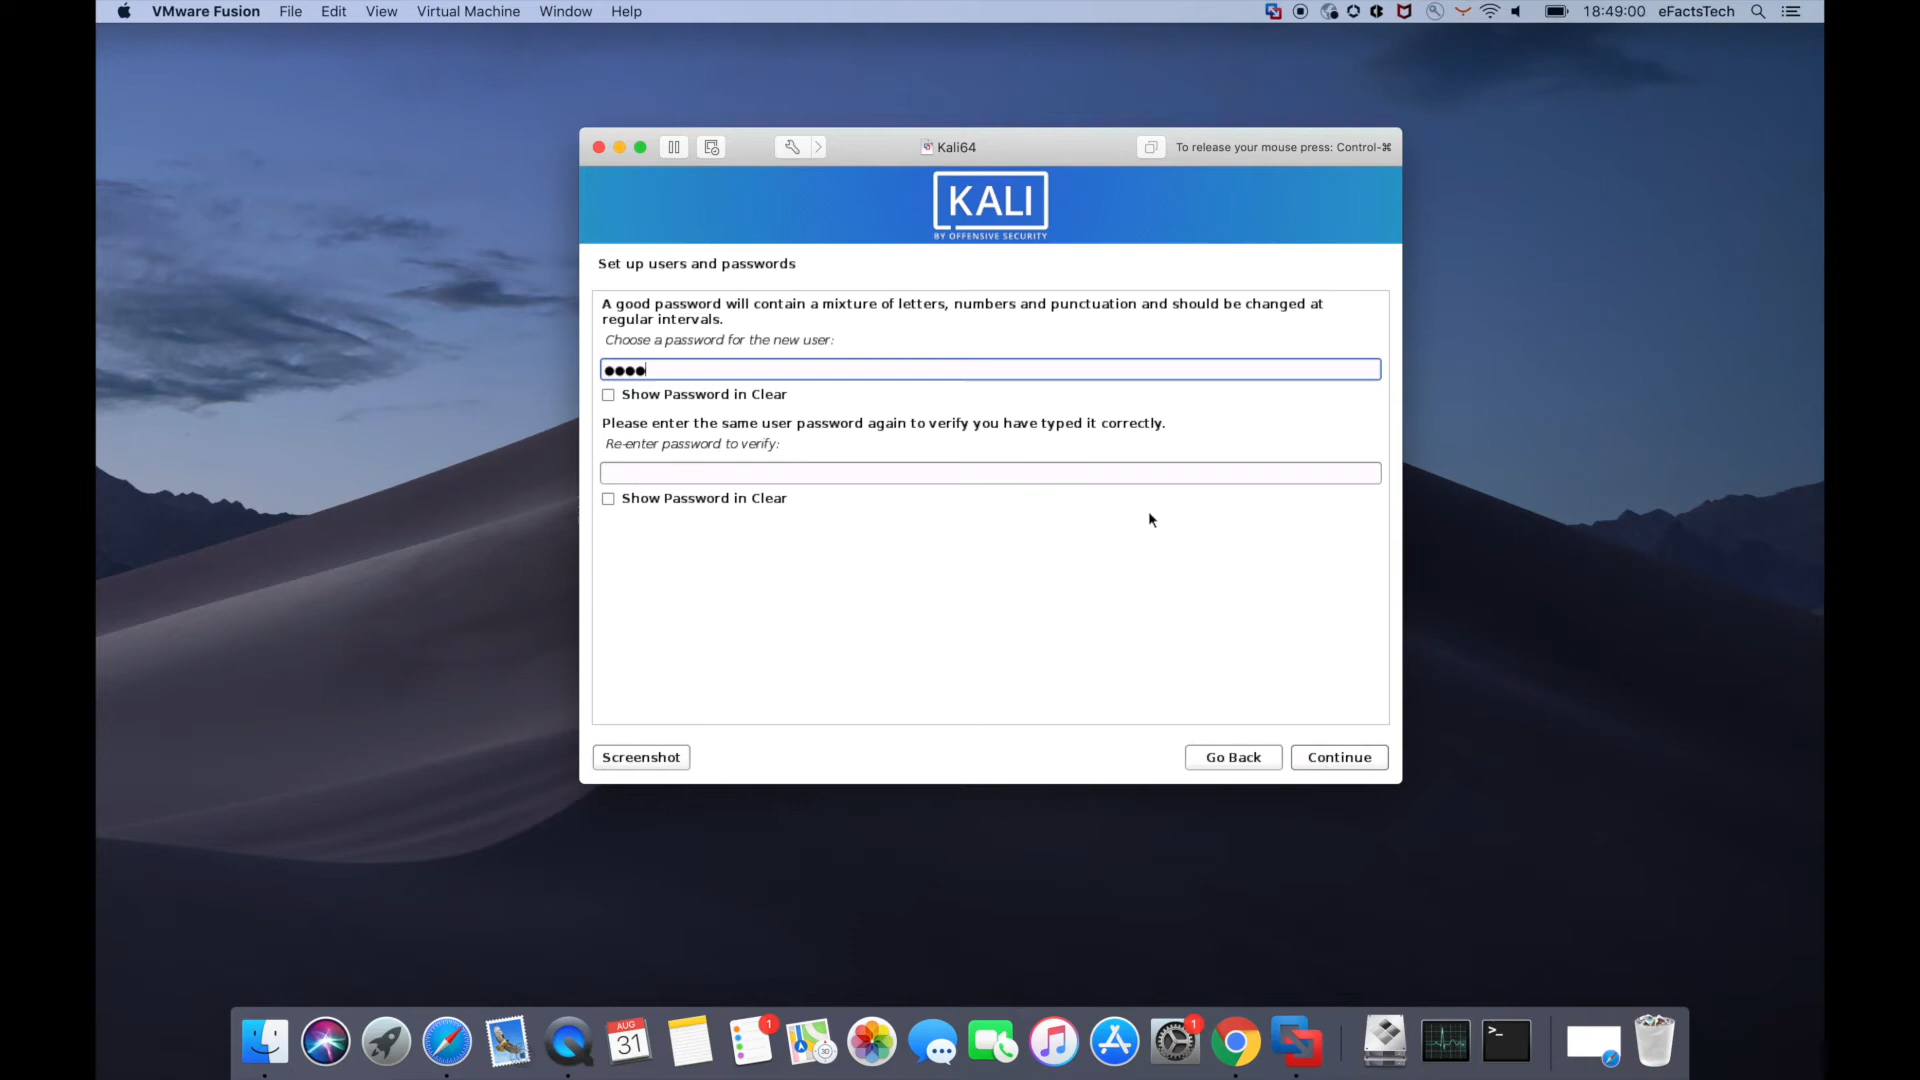 VMware Fusion File Edit View Virtual Machine Window Help 18:49:00 eFactsTech
Kali64 To release your mouse press: Control-⌘
KALI
BY OFFENSIVE SECURITY
Set up users and passwords
A good password will contain a mixture of letters, numbers and punctuation and should be changed at
regular intervals.
Choose a password for the new user:
●●●●
Show Password in Clear
Please enter the same user password again to verify you have typed it correctly.
Re-enter password to verify:
Show Password in Clear
Screenshot Go Back Continue
AUG
31
1
3D
1
>_